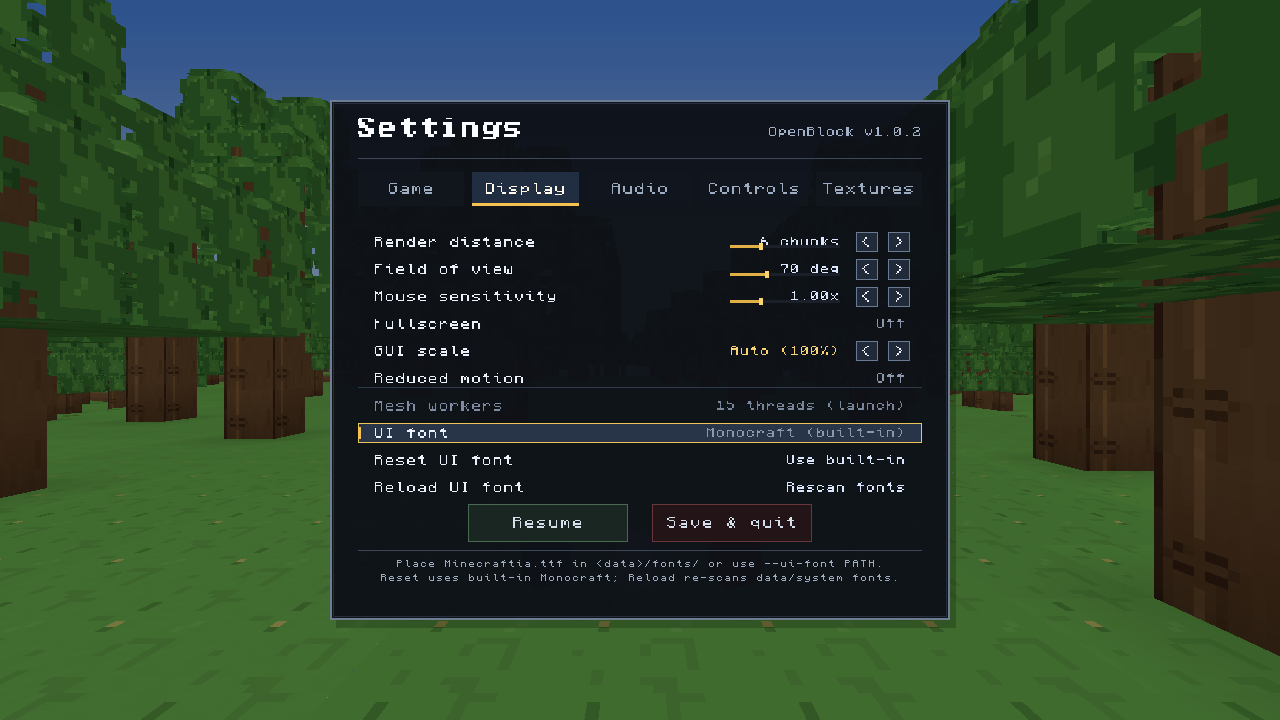 Settings
OpenBlock v1.0.2
Game Display Audio Controls Textures
Render distance 6 chunks < >
Field of view 70 deg < >
Mouse sensitivity 1.00x < >
Fullscreen Off
GUI scale Auto (100%) < >
Reduced motion Off
Mesh workers 15 threads (launch)
UI font Monocraft (built-in)
Reset UI font Use built-in
Reload UI font Rescan fonts
Resume Save & quit
Place Minecraftia.ttf in <data>/fonts/ or use --ui-font PATH.
Reset uses built-in Monocraft; Reload re-scans data/system fonts.